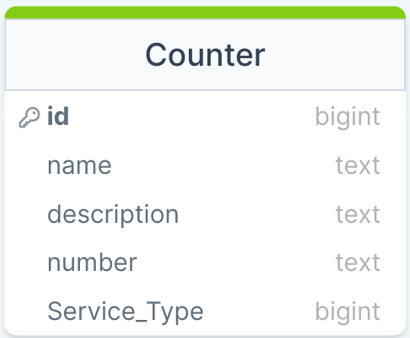 Counter
id bigint
name text
description text
number text
Service_Type bigint